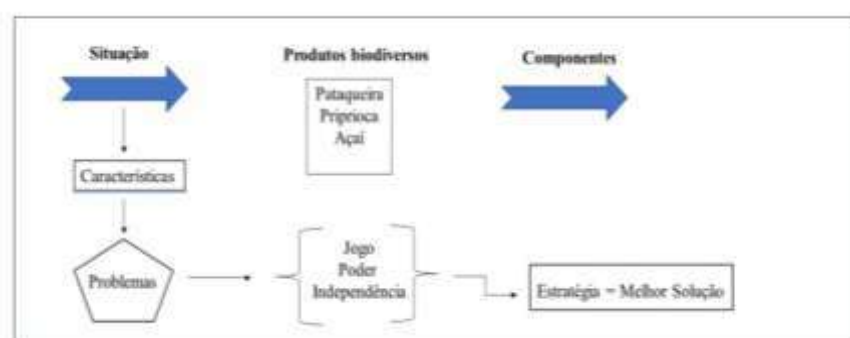 Situação
Produtos biodiversos
Componentes
Pataqueira
Priprioca
Açaí
Características
Problemas
Jogo
Poder
Independência
Estratégia = Melhor Solução